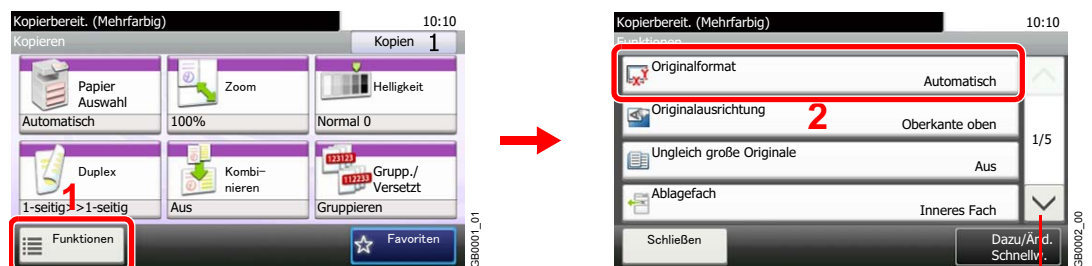 Kopierbereit. (Mehrfarbig) 10:10
Kopieren
Kopien 1
Papier
Auswahl
Automatisch
Zoom
100%
Helligkeit
Normal 0
Duplex
1-seitig>>1-seitig
Kombi-
nieren
Aus
123123
112233
Grupp./
Versetzt
Gruppieren
1
Funktionen
Favoriten
GB0001_01
Kopierbereit. (Mehrfarbig) 10:10
Funktionen
Originalformat
Automatisch
Originalausrichtung
Oberkante oben
2
Ungleich große Originale
Aus
Ablagefach
Inneres Fach
1/5
Schließen
Dazu/Änd.
Schnellw.
GB0002_00